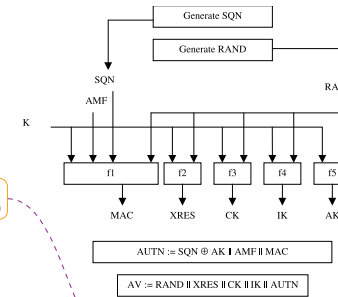 Generate SQN
Generate RAND
SQN
RA
AMF
K
f1 f2 f3 f4 f5
MAC XRES CK IK AK
AUTN := SQN ⊕ AK || AMF || MAC
AV := RAND || XRES || CK || IK || AUTN